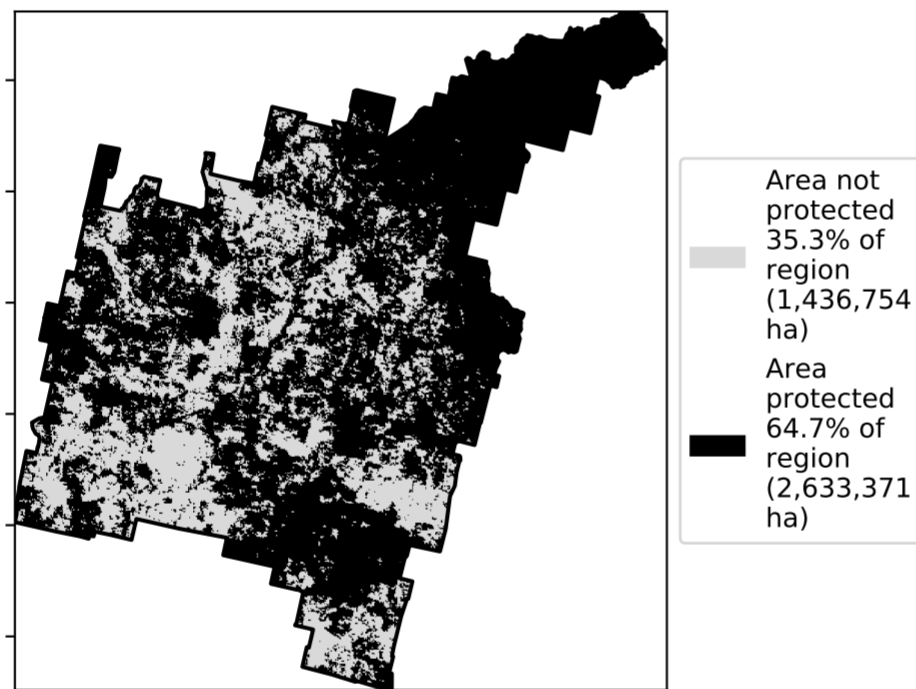 Area not
protected
35.3% of
region
(1,436,754
ha)
Area
protected
64.7% of
region
(2,633,371
ha)